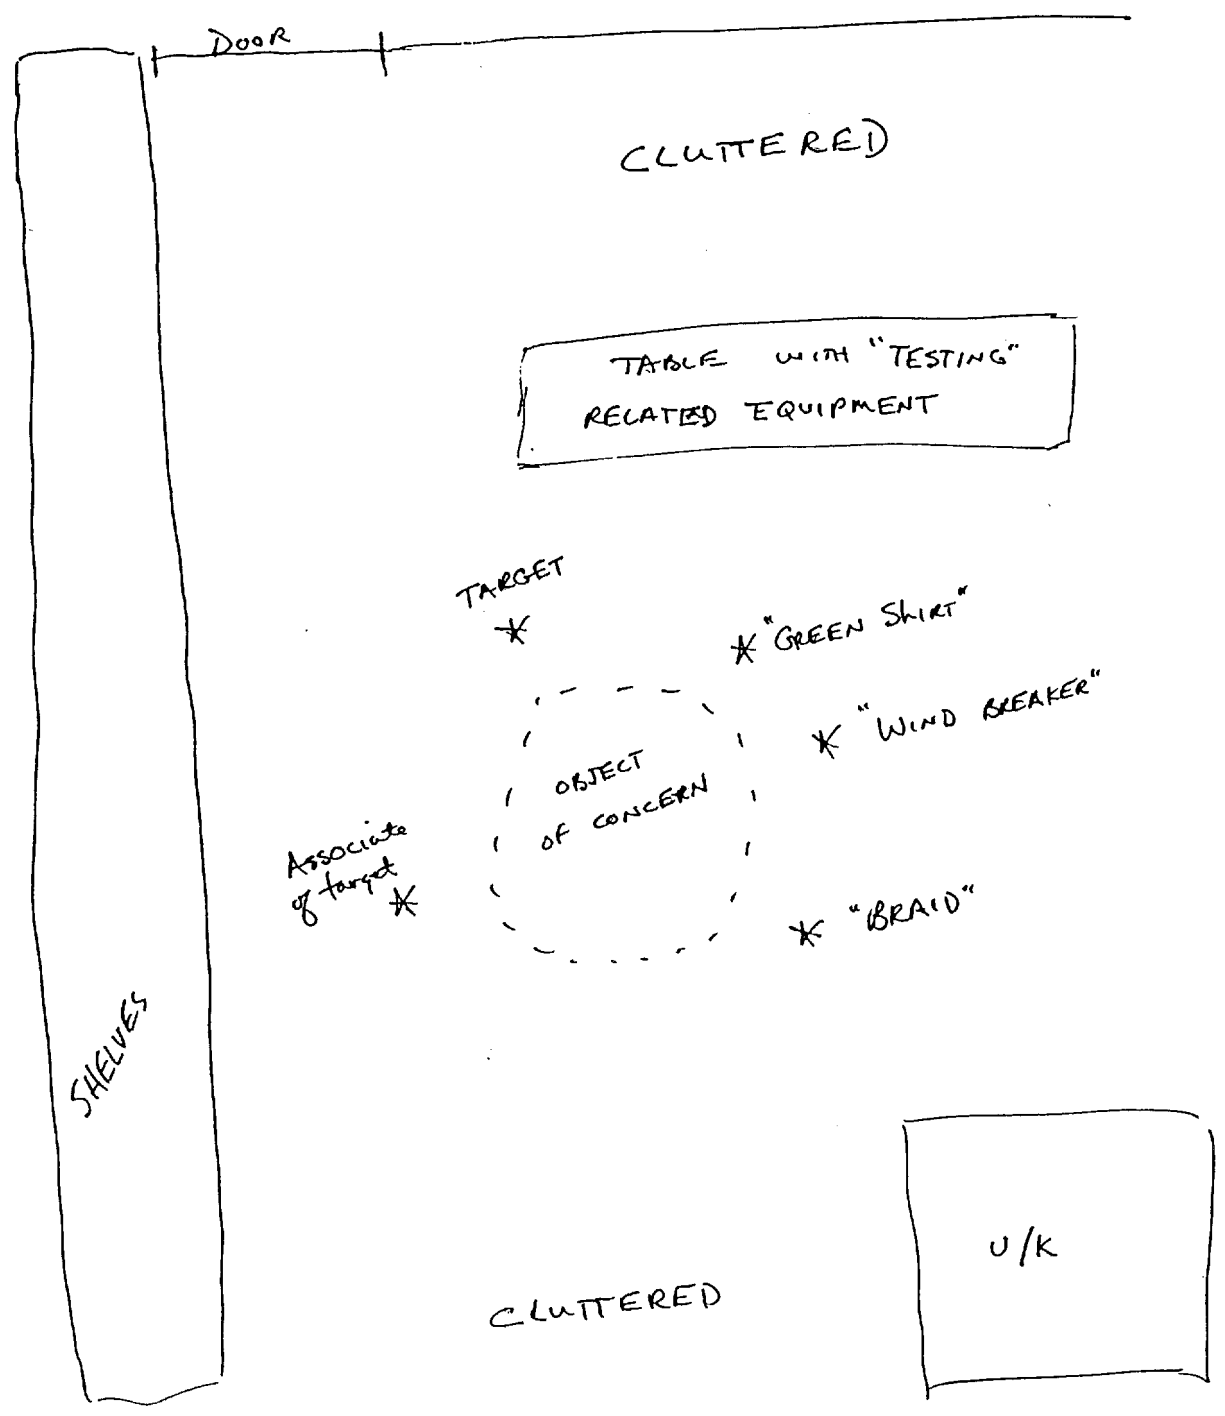 DOOR
CLUTTERED
TABLE WITH "TESTING"
RELATED EQUIPMENT
TARGET
"GREEN SHIRT"
"WIND BREAKER"
OBJECT
OF CONCERN
Associate
of target
"BRAID"
SHELVES
U/K
CLUTTERED